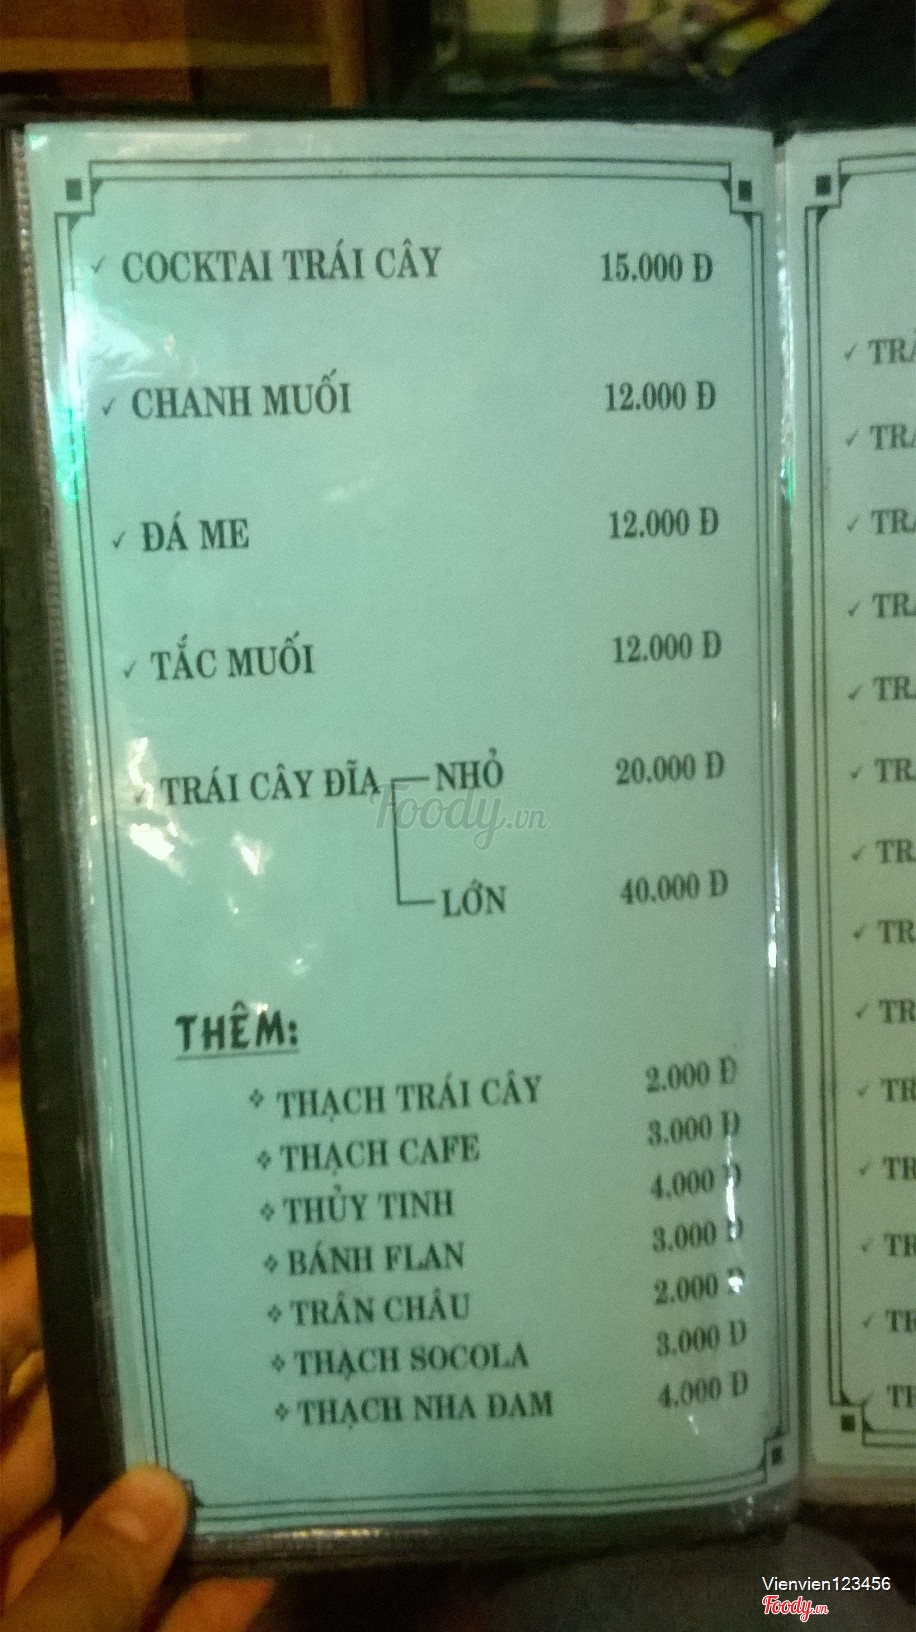 COCKTAI TRÁI CÂY 15.000 Đ
CHANH MUỐI 12.000 Đ
ĐÁ ME 12.000 Đ
TẮC MUỐI 12.000 Đ
TRÁI CÂY ĐĨA NHỎ 20.000 Đ
LỚN 40.000 Đ
Foody.vn
THÊM:
THẠCH TRÁI CÂY 2.000 Đ
THẠCH CAFE 3.000 Đ
THỦY TINH 4.000 Đ
BÁNH FLAN 3.000 Đ
TRÂN CHÂU 2.000 Đ
THẠCH SOCOLA 3.000 Đ
THẠCH NHA ĐAM 4.000 Đ
Vienvien123456
Foody.vn